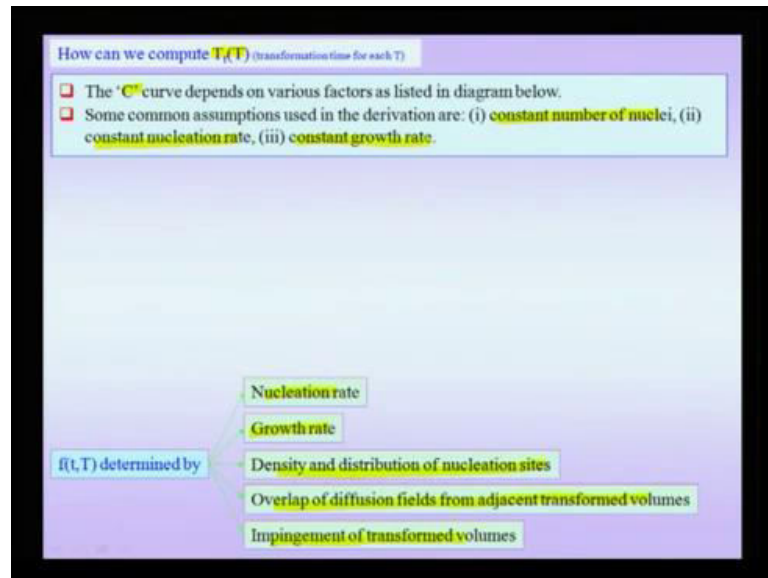 How can we compute Tt(T) (transformation time for each T)
❑ The 'C' curve depends on various factors as listed in diagram below.
❑ Some common assumptions used in the derivation are: (i) constant number of nuclei, (ii)
constant nucleation rate, (iii) constant growth rate.
Nucleation rate
Growth rate
f(t,T) determined by
Density and distribution of nucleation sites
Overlap of diffusion fields from adjacent transformed volumes
Impingement of transformed volumes